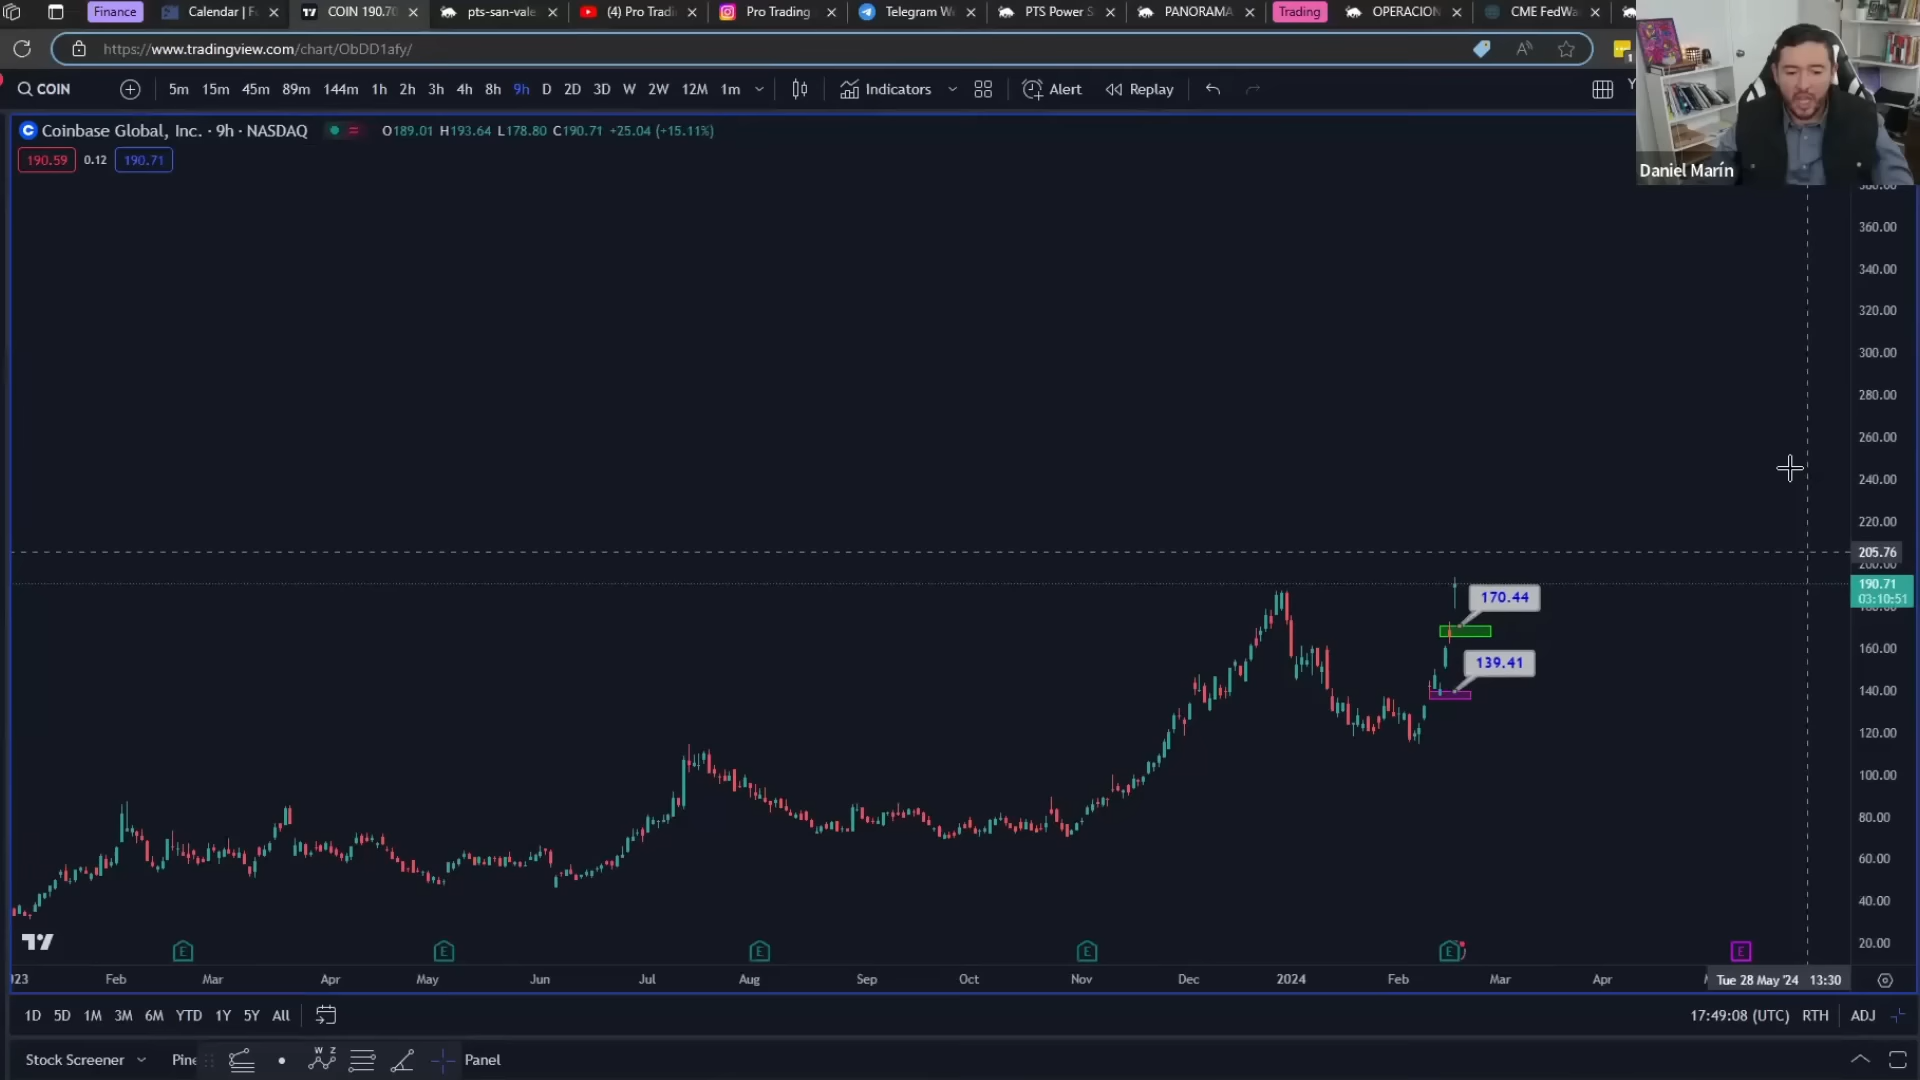 Finance
Calendar | F
COIN 190.70
pts-san-vale
(4) Pro Tradi
Pro Trading
Telegram W
PTS Power S
PANORAMA
Trading
OPERACION
CME FedWa
https://www.tradingview.com/chart/ObDD1afy/
COIN
5m 15m 45m 89m 144m 1h 2h 3h 4h 8h 9h D 2D 3D W 2W 12M 1m
Indicators
Alert
Replay
Coinbase Global, Inc. · 9h · NASDAQ
O189.01 H193.64 L178.80 C190.71 +25.04 (+15.11%)
190.59 0.12 190.71
Daniel Marín
360.00
340.00
320.00
300.00
280.00
260.00
240.00
220.00
205.76
200.00
190.71
03:10:51
170.44
160.00
139.41
140.00
120.00
100.00
80.00
60.00
40.00
20.00
E E E E E E
Feb Mar Apr May Jun Jul Aug Sep Oct Nov Dec 2024 Feb Mar Apr
Tue 28 May '24 13:30
1D 5D 1M 3M 6M YTD 1Y 5Y All
17:49:08 (UTC) RTH ADJ
Stock Screener
Pine
W Z
Panel